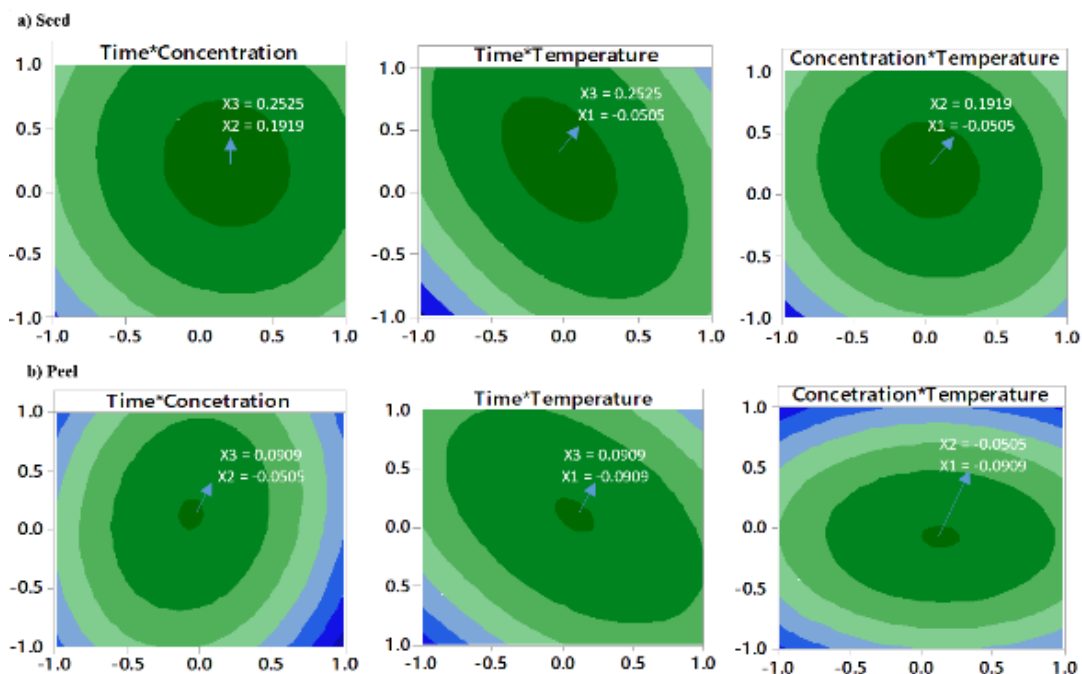 a) Seed
Time*Concentration
1.0
0.5
0.0
-0.5
-1.0
X3 = 0.2525
X2 = 0.1919
-1.0 -0.5 0.0 0.5 1.0
Time*Temperature
1.0
0.5
0.0
-0.5
-1.0
X3 = 0.2525
X1 = -0.0505
-1.0 -0.5 0.0 0.5 1.0
Concentration*Temperature
1.0
0.5
0.0
-0.5
-1.0
X2 = 0.1919
X1 = -0.0505
-1.0 -0.5 0.0 0.5 1.0
b) Peel
Time*Concetration
1.0
0.5
0.0
-0.5
-1.0
X3 = 0.0909
X2 = -0.0505
-1.0 -0.5 0.0 0.5 1.0
Time*Temperature
1.0
0.5
0.0
-0.5
1.0
X3 = 0.0909
X1 = -0.0909
-1.0 -0.5 0.0 0.5 1.0
Concetration*Temperature
1.0
0.5
0.0
-0.5
-1.0
X2 = -0.0505
X1 = -0.0909
-1.0 -0.5 0.0 0.5 1.0